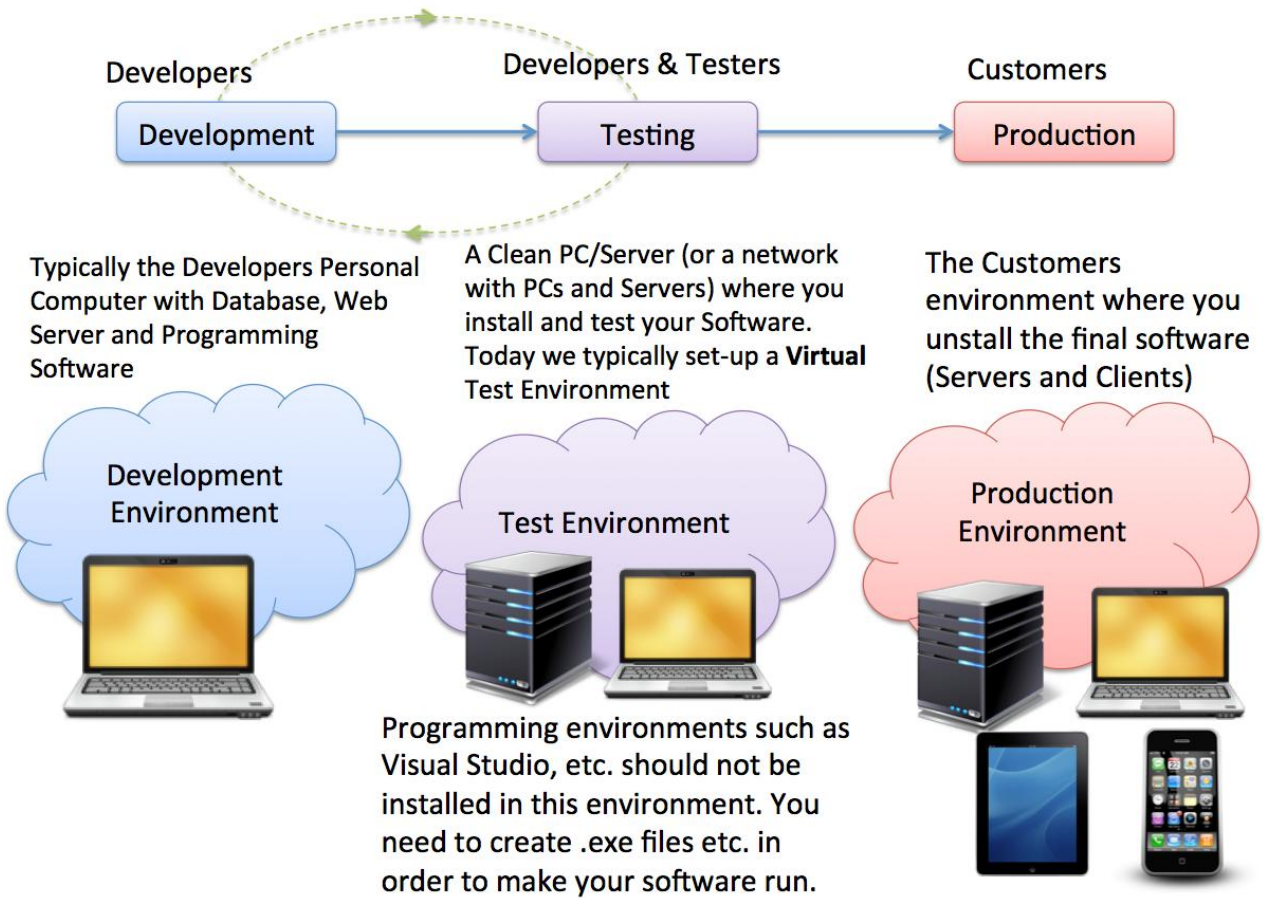 Developers
Developers & Testers
Customers
Development
Testing
Production
Typically the Developers Personal
Computer with Database, Web
Server and Programming
Software
A Clean PC/Server (or a network
with PCs and Servers) where you
install and test your Software.
Today we typically set-up a Virtual
Test Environment
The Customers
environment where you
unstall the final software
(Servers and Clients)
Development
Environment
Test Environment
Production
Environment
Programming environments such as
Visual Studio, etc. should not be
installed in this environment. You
need to create .exe files etc. in
order to make your software run.